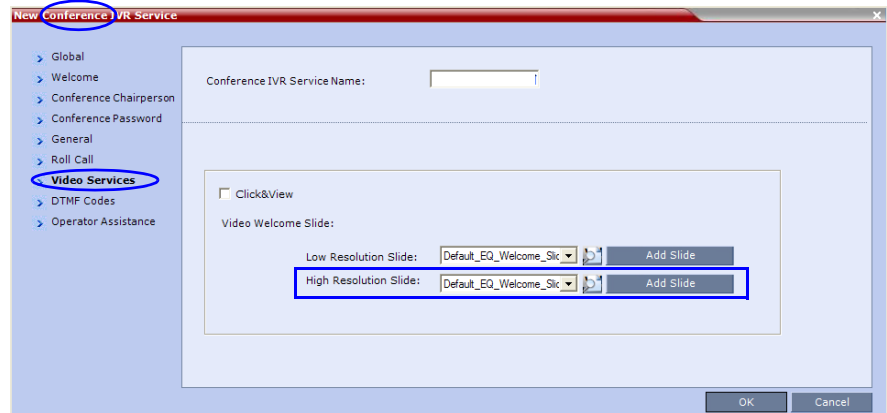 New Conference IVR Service
Global
Welcome
Conference Chairperson
Conference Password
General
Roll Call
Video Services
DTMF Codes
Operator Assistance
Conference IVR Service Name:
Click&View
Video Welcome Slide:
Low Resolution Slide: Default_EQ_Welcome_Slic Add Slide
High Resolution Slide: Default_EQ_Welcome_Slic Add Slide
OK Cancel